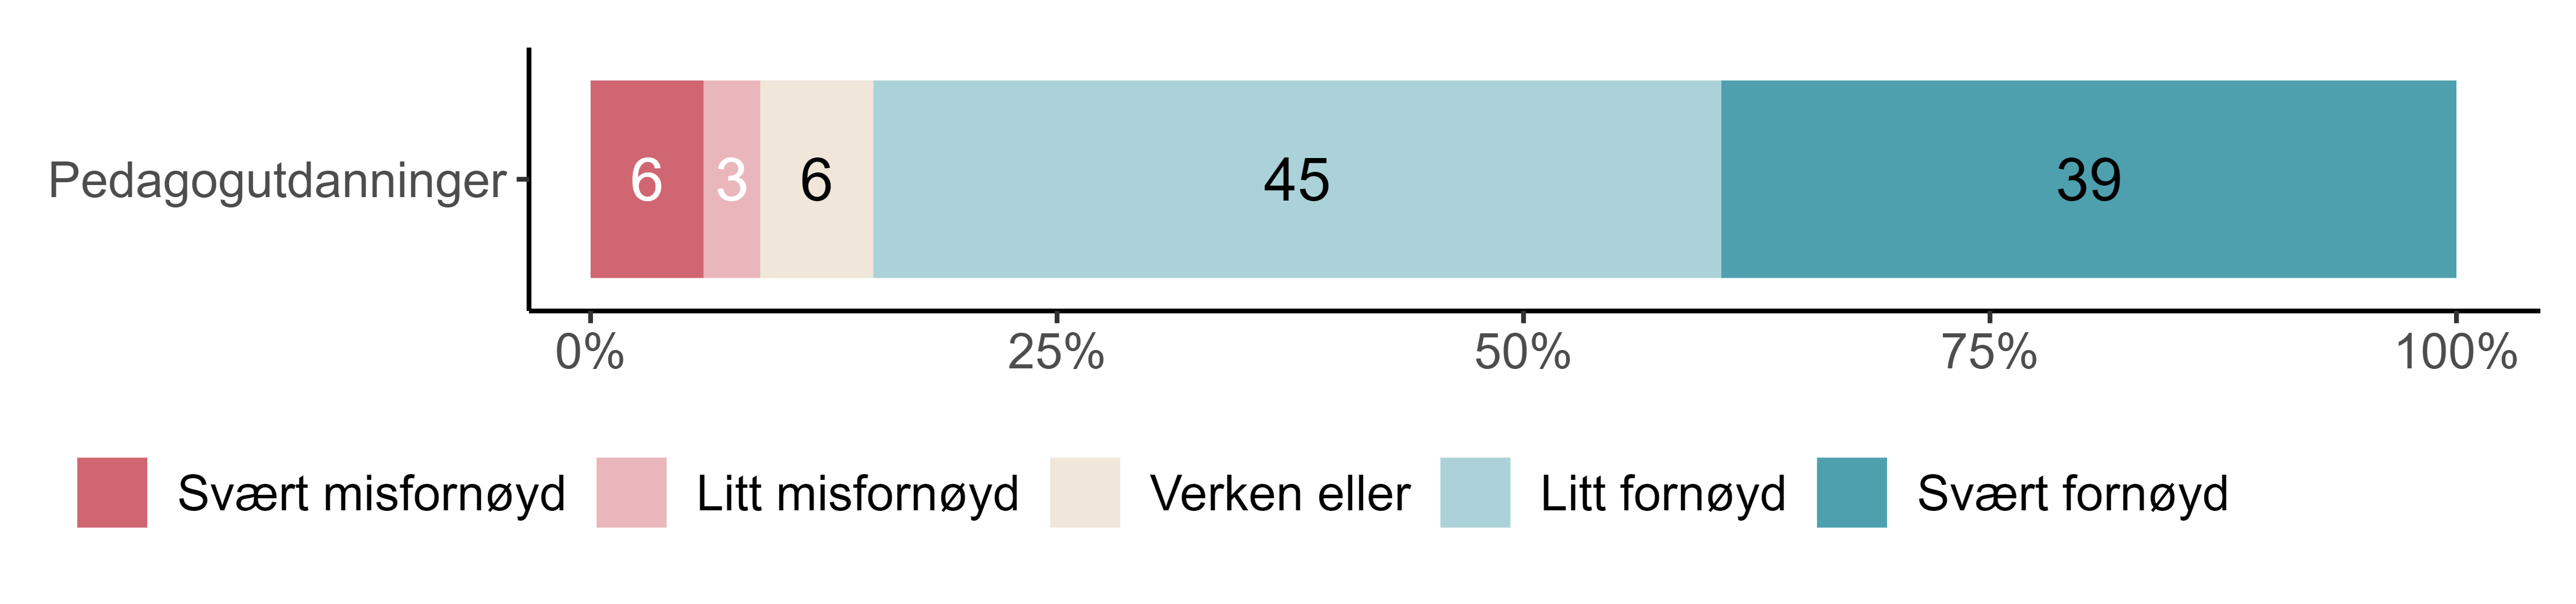 Pedagogutdanninger 6 3 6 45 39
0% 25% 50% 75% 100%
Svært misfornøyd Litt misfornøyd Verken eller Litt fornøyd Svært fornøyd